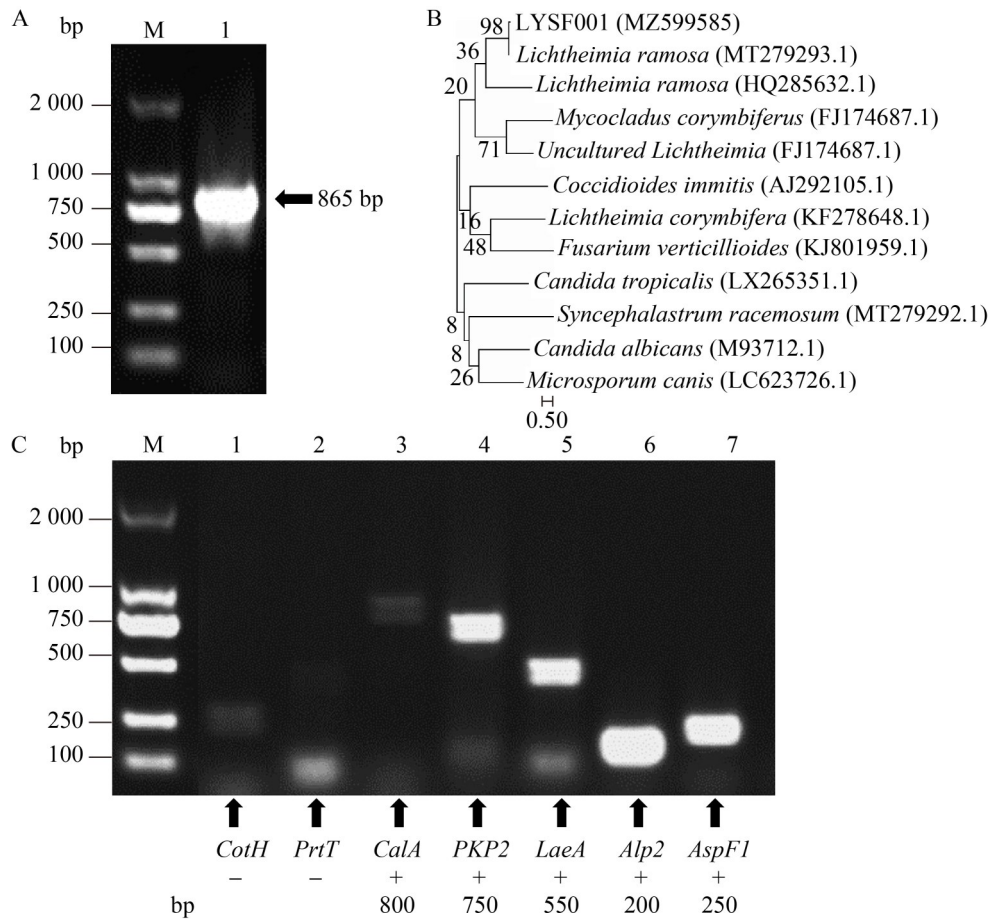 A
bp M 1
2 000
1 000
750
500
250
100
865 bp
B
LYSF001 (MZ599585)
Lichtheimia ramosa (MT279293.1)
Lichtheimia ramosa (HQ285632.1)
Mycocladus corymbiferus (FJ174687.1)
Uncultured Lichtheimia (FJ174687.1)
Coccidioides immitis (AJ292105.1)
Lichtheimia corymbifera (KF278648.1)
Fusarium verticillioides (KJ801959.1)
Candida tropicalis (LX265351.1)
Syncephalastrum racemosum (MT279292.1)
Candida albicans (M93712.1)
Microsporum canis (LC623726.1)
98
36
20
71
16
48
8
8
26
0.50
C bp M 1 2 3 4 5 6 7
2 000
1 000
750
500
250
100
CotH PrtT CalA PKP2 LaeA Alp2 AspF1
– – + + + + +
bp 800 750 550 200 250